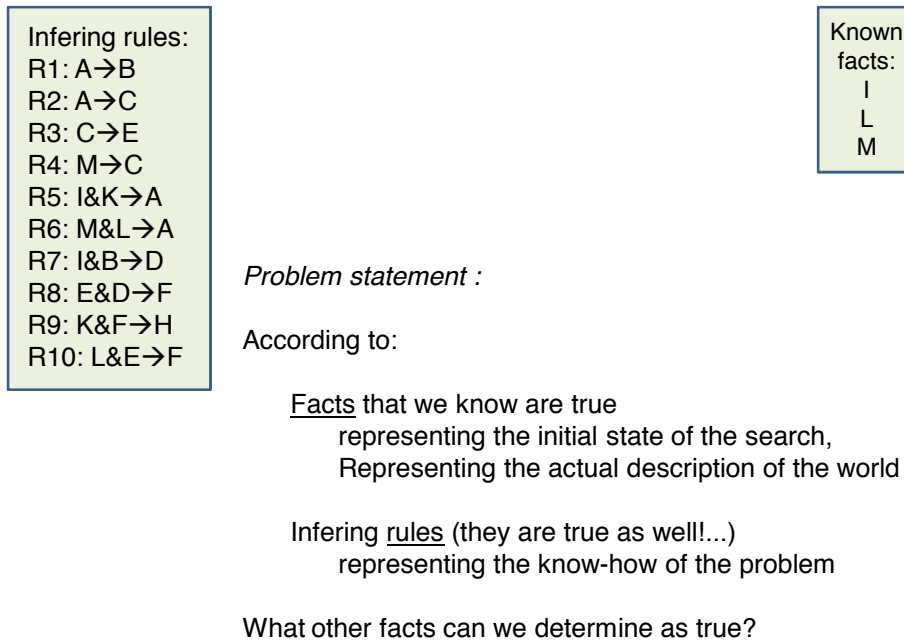 Infering rules:
R1: A→B
R2: A→C
R3: C→E
R4: M→C
R5: I&K→A
R6: M&L→A
R7: I&B→D
R8: E&D→F
R9: K&F→H
R10: L&E→F
Known
facts:
I
L
M
Problem statement :
According to:
Facts that we know are true
representing the initial state of the search,
Representing the actual description of the world
Infering rules (they are true as well!...)
representing the know-how of the problem
What other facts can we determine as true?